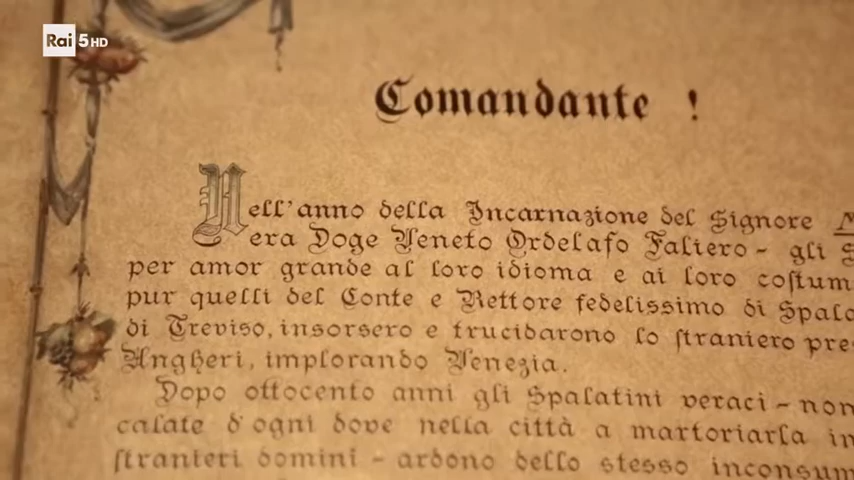 Rai 5 HD
Comandante !
Nell'anno della Incarnazione del Signore
era Doge Veneto Ordelafo Faliero - gli
per amor grande al loro idioma e ai loro costum
pur quelli del Conte e Rettore fedelissimo di Spala
di Treviso, insorsero e trucidarono lo straniero pre
Ungheri, implorando Venezia.
Dopo ottocento anni gli Spalatini veraci - non
calate d'ogni dove nella città a martoriarla in
stranieri domini - ardono dello stesso inconsum